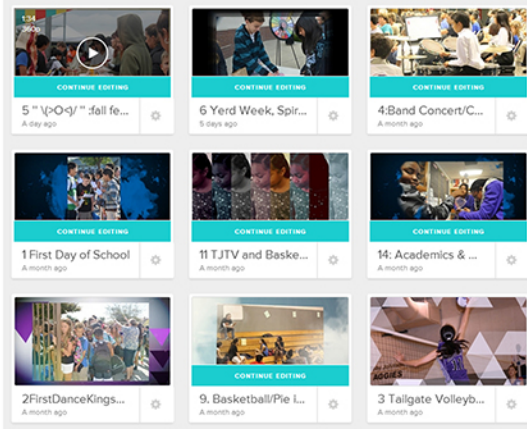 1:34
360p
CONTINUE EDITING
CONTINUE EDITING
CONTINUE EDITING
5 " \(>O<)/ " :fall fe...
6 Yerd Week, Spir...
4:Band Concert/C...
A day ago
5 days ago
A month ago
CONTINUE EDITING
CONTINUE EDITING
CONTINUE EDITING
1 First Day of School
11 TJTV and Baske...
14: Academics & ...
A month ago
A month ago
A month ago
CONTINUE EDITING
AGGIES
2FirstDanceKings...
9. Basketball/Pie i...
3 Tailgate Volleyb...
A month ago
A month ago
A month ago